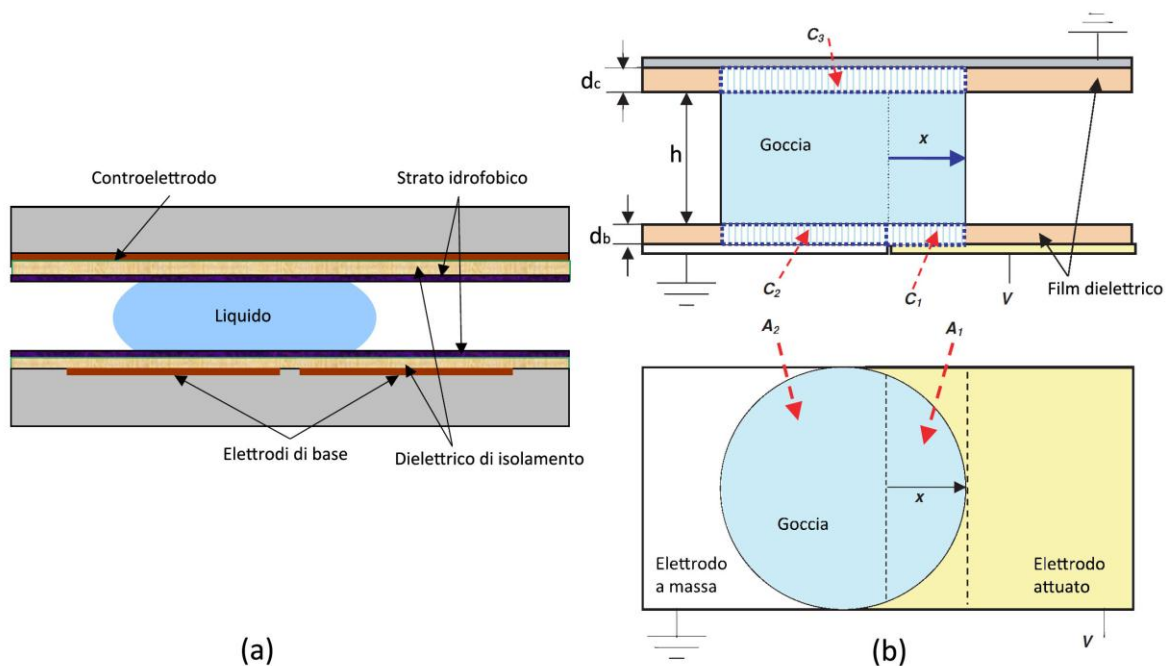 Controelettrodo
Strato idrofobico
Liquido
Elettrodi di base
Dielettrico di isolamento
(a)
C3
dc
Goccia
x
h
db
C2
C1
V
Film dielettrico
A2
A1
x
Goccia
Elettrodo
a massa
Elettrodo
attuato
V
(b)